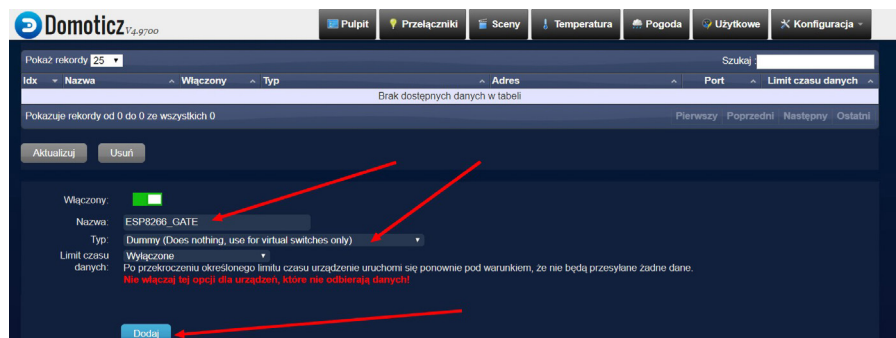 Domoticz V4.9700 Pulpit Przełączniki Sceny Temperatura Pogoda Użytkowe Konfiguracja
Pokaż rekordy 25 Szukaj:
Idx Nazwa Włączony Typ Adres Port Limit czasu danych
Brak dostępnych danych w tabeli
Pokazuje rekordy od 0 do 0 ze wszystkich 0 Pierwszy Poprzedni Następny Ostatni
Aktualizuj Usuń
Włączony:
Nazwa: ESP8266_GATE
Typ: Dummy (Does nothing, use for virtual switches only)
Limit czasu Wyłączone
danych: Po przekroczeniu określonego limitu czasu urządzenie uruchomi się ponownie pod warunkiem, że nie będą przesyłane żadne dane.
Nie włączaj tej opcji dla urządzeń, które nie odbierają danych!
Dodaj